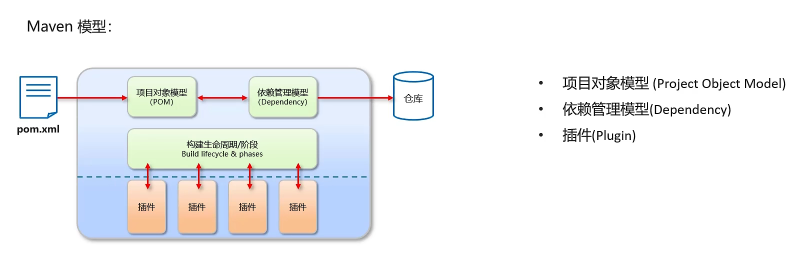 Maven 模型：
pom.xml
项目对象模型
(POM)
依赖管理模型
(Dependency)
仓库
构建生命周期/阶段
Build lifecycle & phases
插件
插件
插件
插件
• 项目对象模型 (Project Object Model)
• 依赖管理模型(Dependency)
• 插件(Plugin)